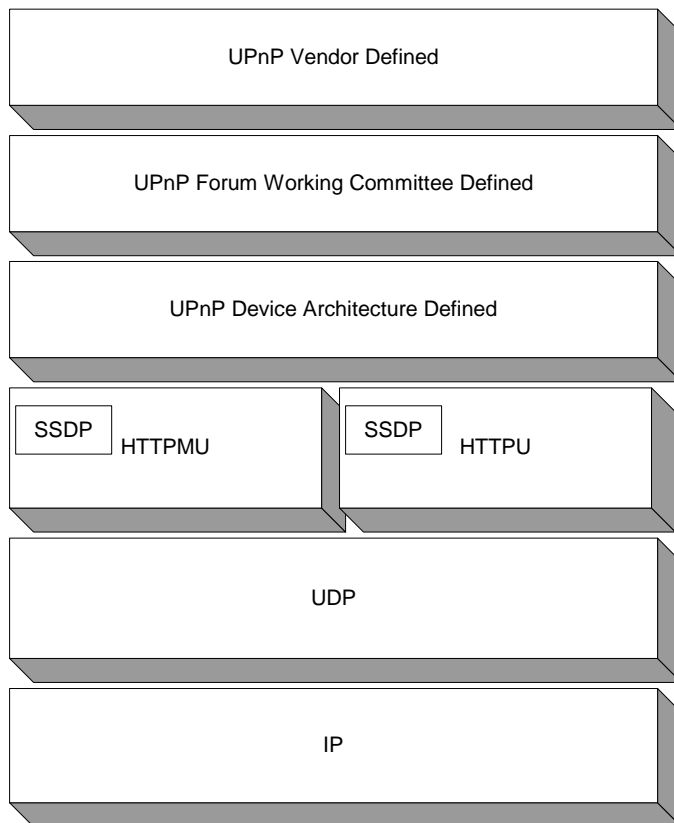 UPnP Vendor Defined
UPnP Forum Working Committee Defined
UPnP Device Architecture Defined
SSDP
HTTPMU
SSDP
HTTPU
UDP
IP